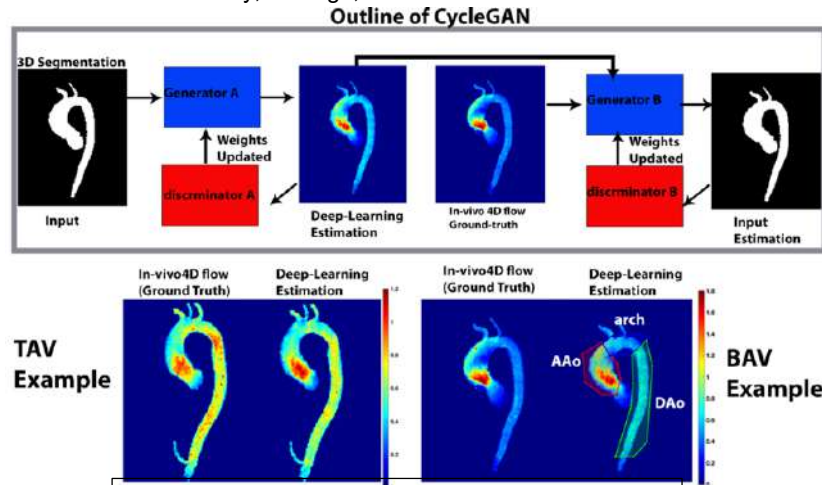 Outline of CycleGAN
3D Segmentation
Generator A
Generator B
Weights
Updated
Weights
Updated
discrminator A
discrminator B
Input
Deep-Learning
Estimation
In-vivo 4D flow
Ground-truth
Input
Estimation
In-vivo4D flow
(Ground Truth)
Deep-Learning
Estimation
In-vivo4D flow
(Ground Truth)
Deep-Learning
Estimation
TAV
Example
arch
AAo
DAo
BAV
Example